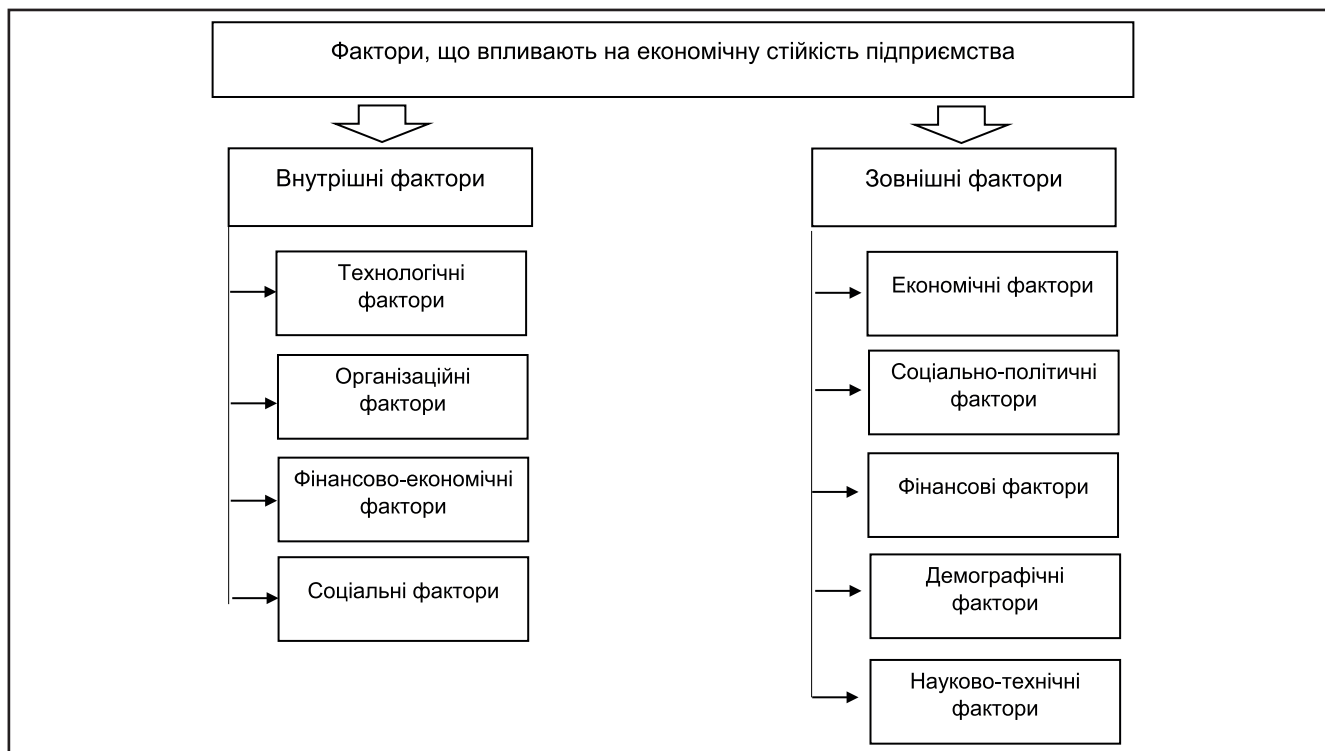 Фактори, що впливають на економічну стійкість підприємства
Внутрішні фактори
Технологічні
фактори
Організаційні
фактори
Фінансово-економічні
фактори
Соціальні фактори
Зовнішні фактори
Економічні фактори
Соціально-політичні
фактори
Фінансові фактори
Демографічні
фактори
Науково-технічні
фактори